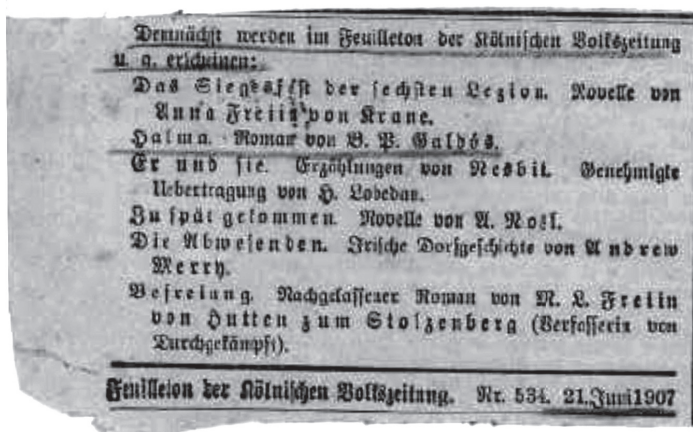 Demnächst werden im Feuilleton der Kölnischen Volkszeitung
u. a. erscheinen:
Das Siegesfest der sechsten Legion. Novelle von
Anna Freiin von Krane.
Halma. Roman von B. P. Galdós.
Er und sie. Erzählungen von Nesbit. Genehmigte
Uebertragung von H. Lobedan.
Zu spät gekommen. Novelle von A.
Die Abwesenden. Irische Dorfgeschichte von Andrew
Merry.
Befreiung. Nachgelassener Roman von M. L. Freiin
von Hutten zum Stolzenberg (Verfasserin von
Durchgekämpft).
Feuilleton der Kölnischen Volkszeitung. Nr. 534. 21. Juni 1907